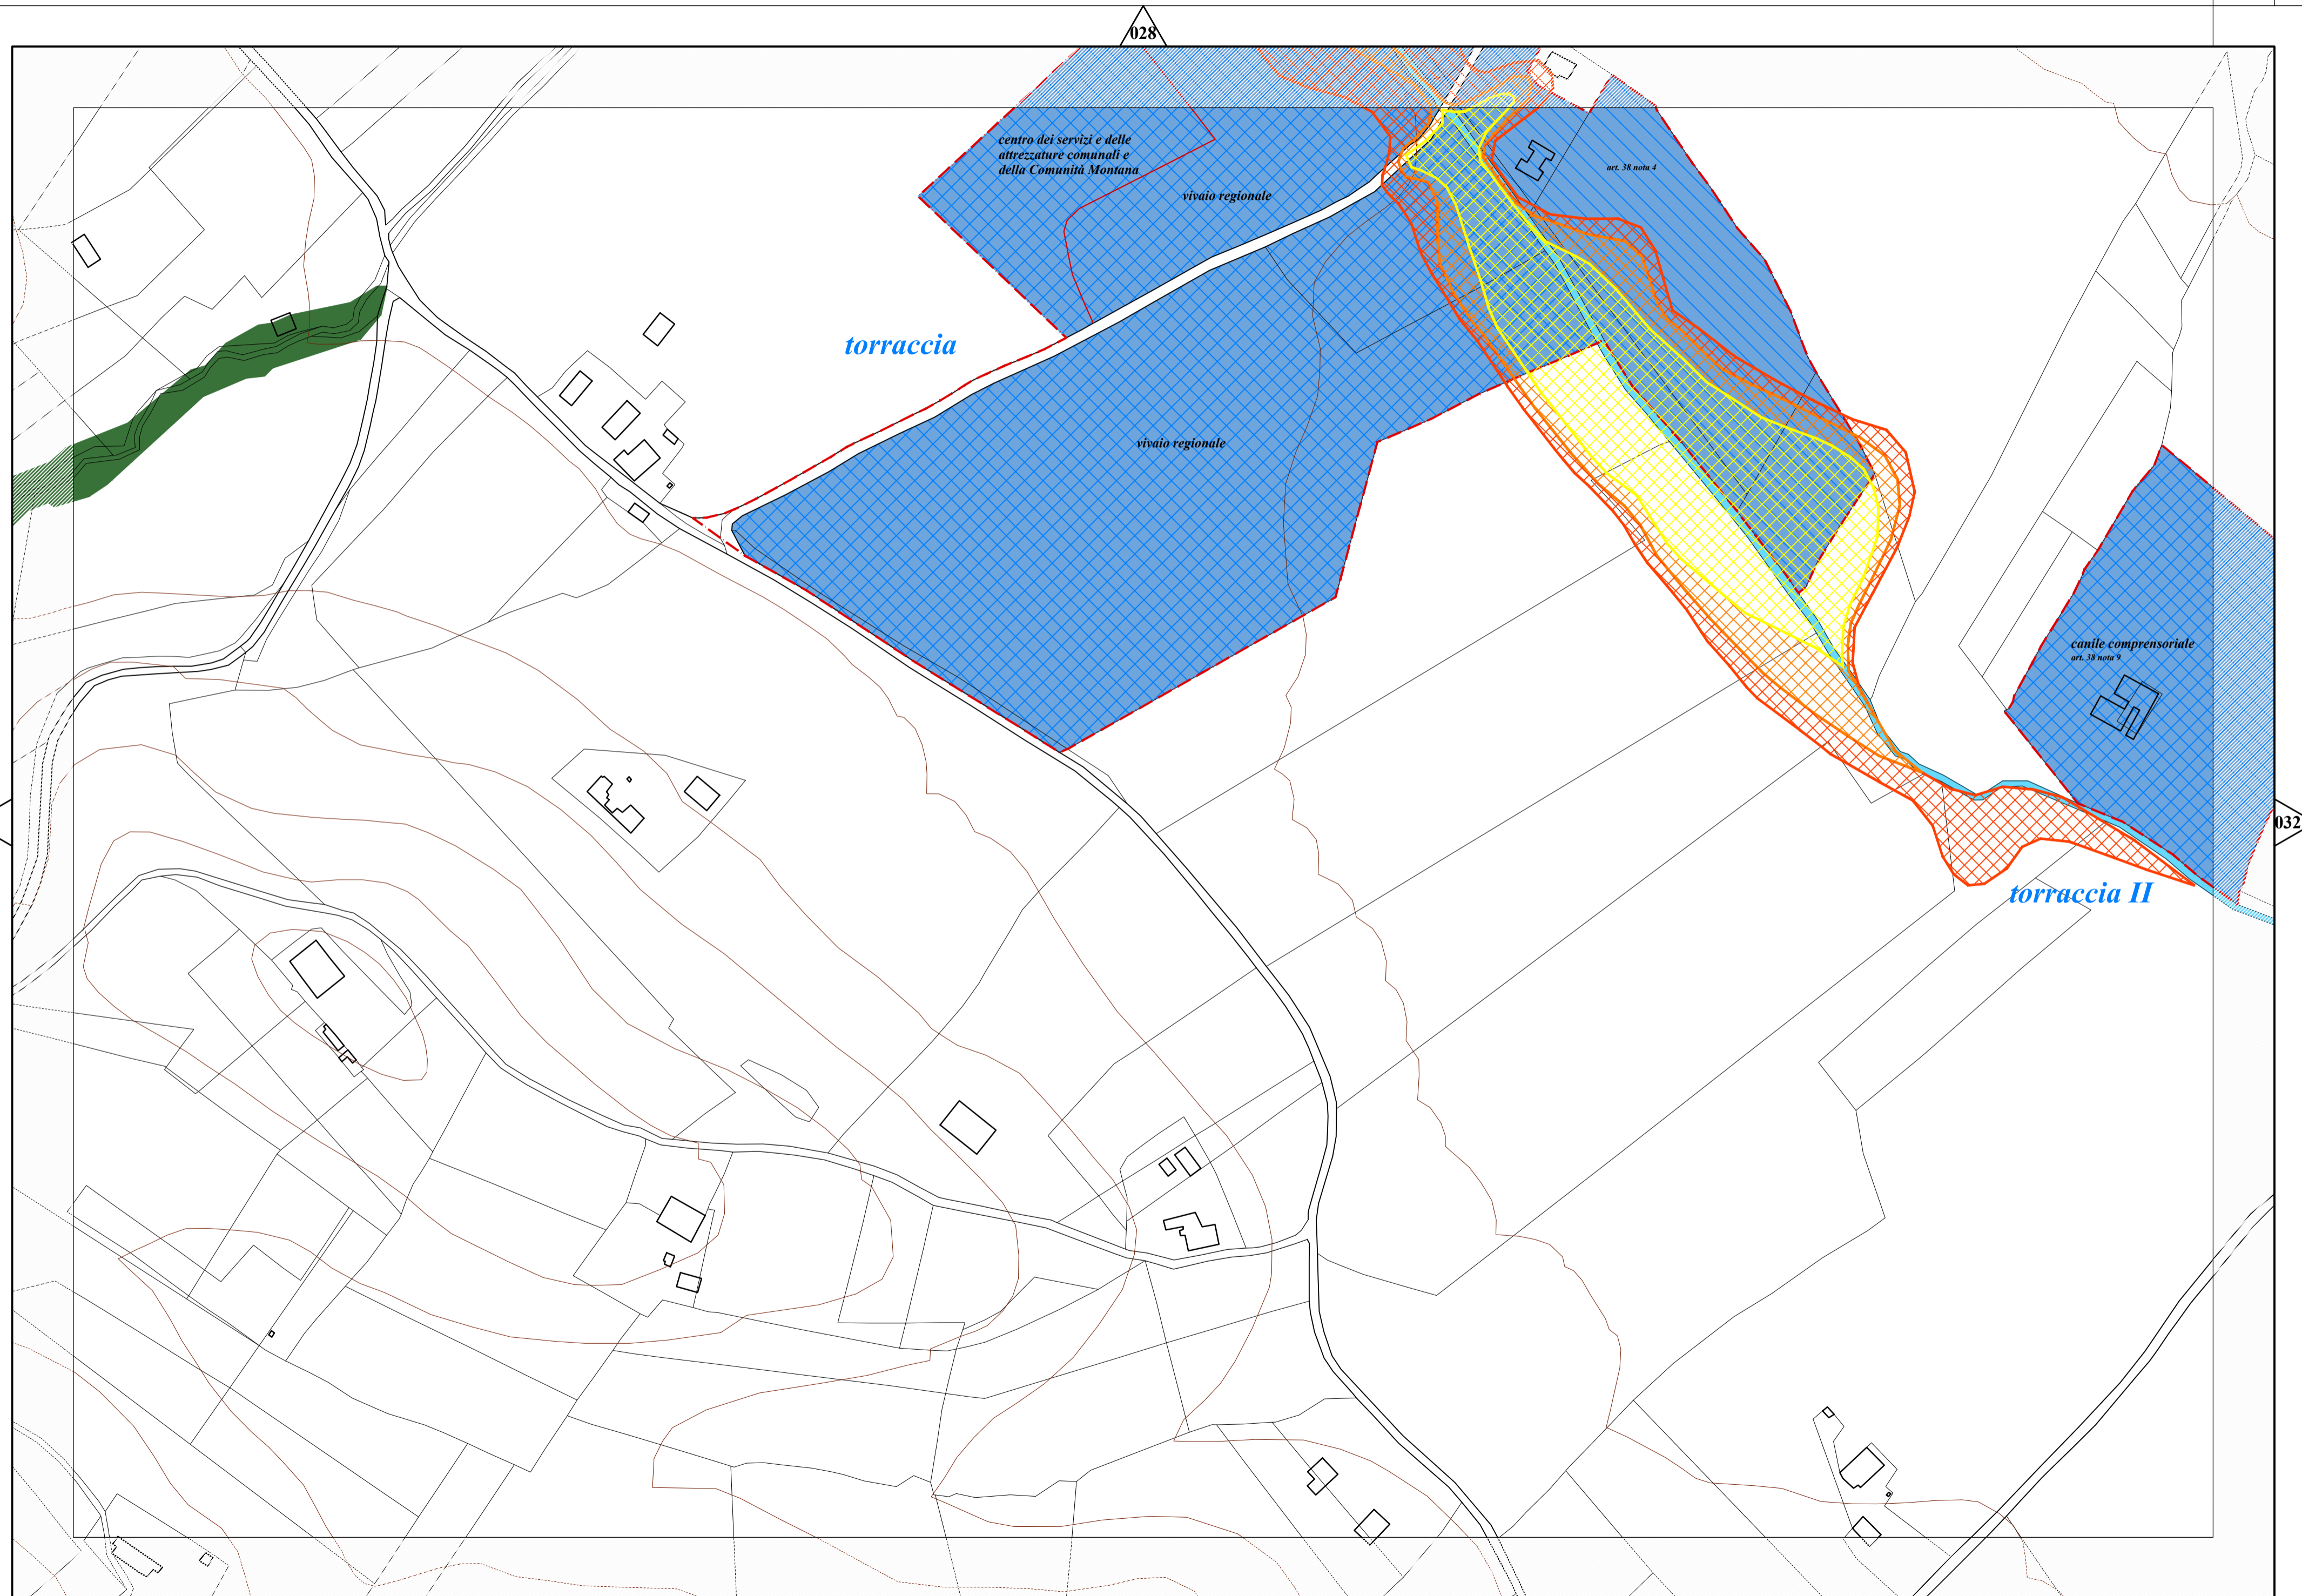 028
centro dei servizi e delle
attrezzature comunali e
della Comunità Montana
vivaio regionale
art. 38 nota 4
torraccia
vivaio regionale
canile comprensoriale
art. 38 nota 9
032
torraccia II